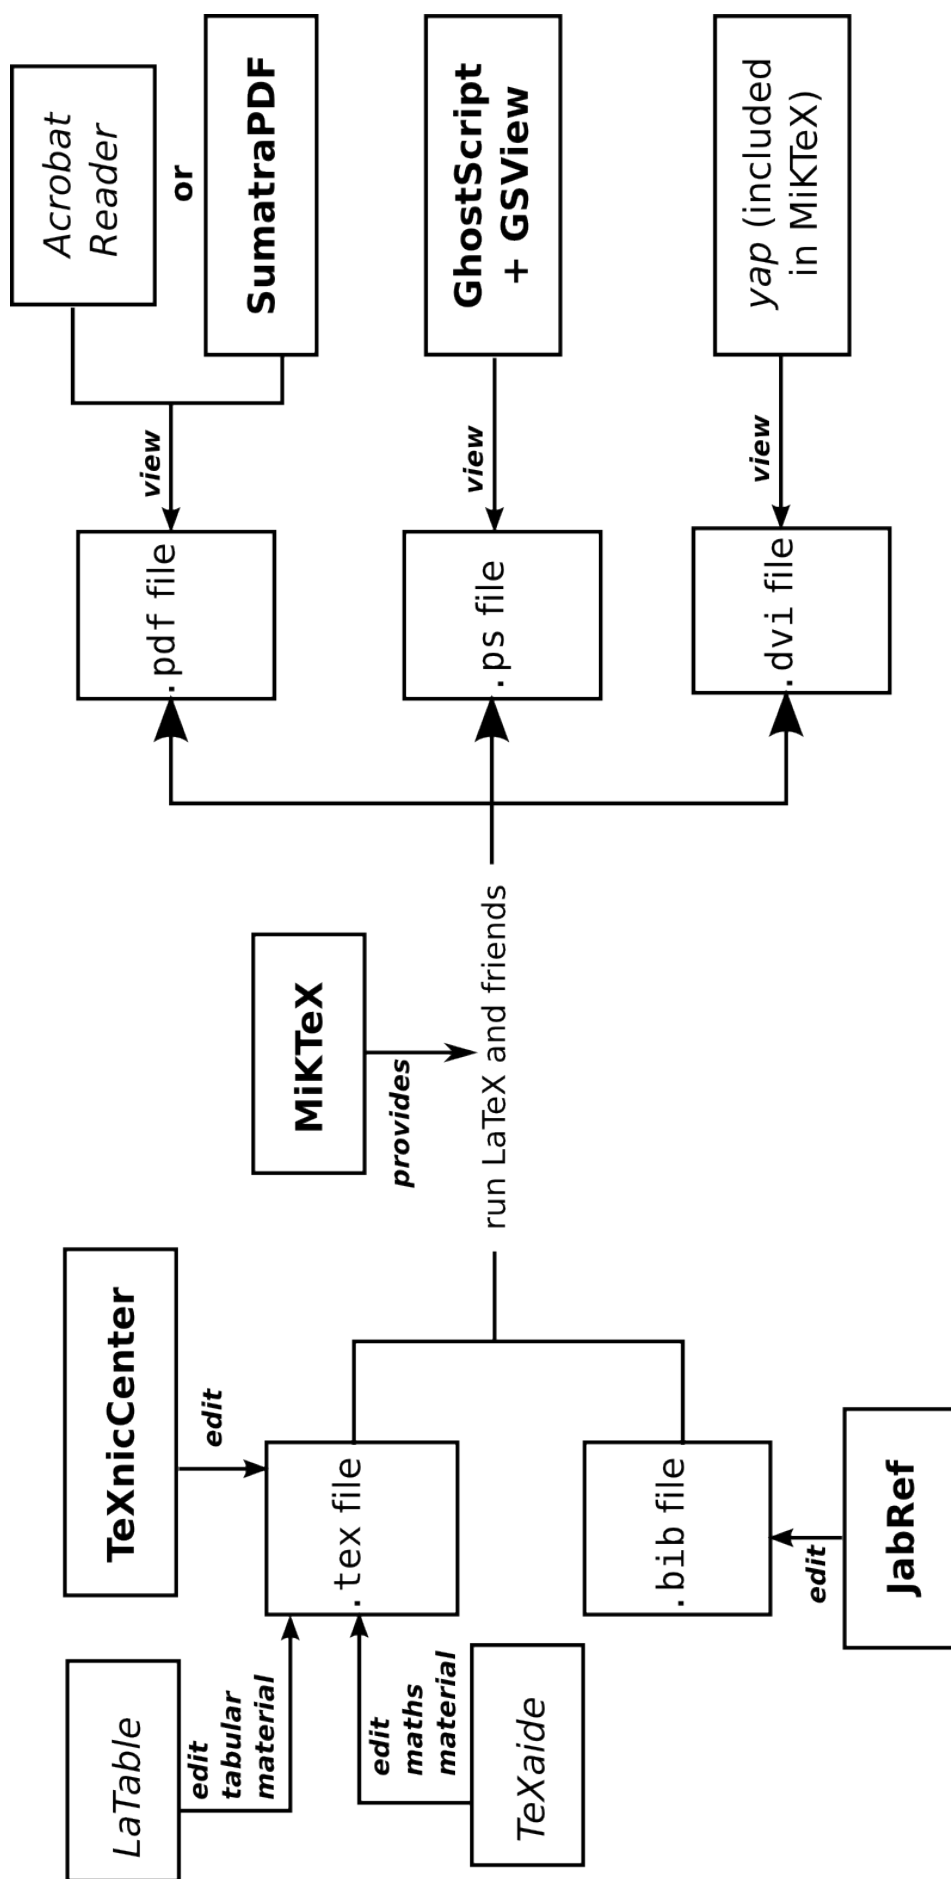 LaTable
edit
tabular
material
TeXnicCenter
edit
.tex file
edit
maths
material
TeXaide
.bib file
edit
JabRef
MiKTeX
provides
run LaTeX and friends
.pdf file
view
Acrobat
Reader
or
SumatraPDF
.ps file
view
GhostScript
+ GSView
.dvi file
view
yap (included
in MiKTeX)